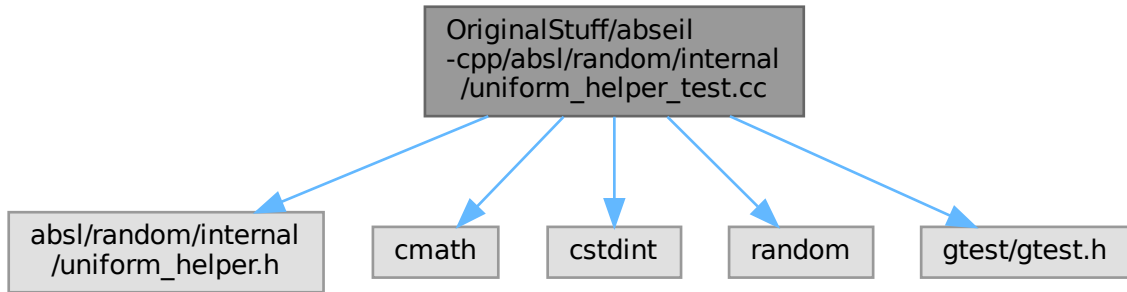 OriginalStuff/abseil
-cpp/absl/random/internal
/uniform_helper_test.cc
absl/random/internal
/uniform_helper.h
cmath
cstdint
random
gtest/gtest.h